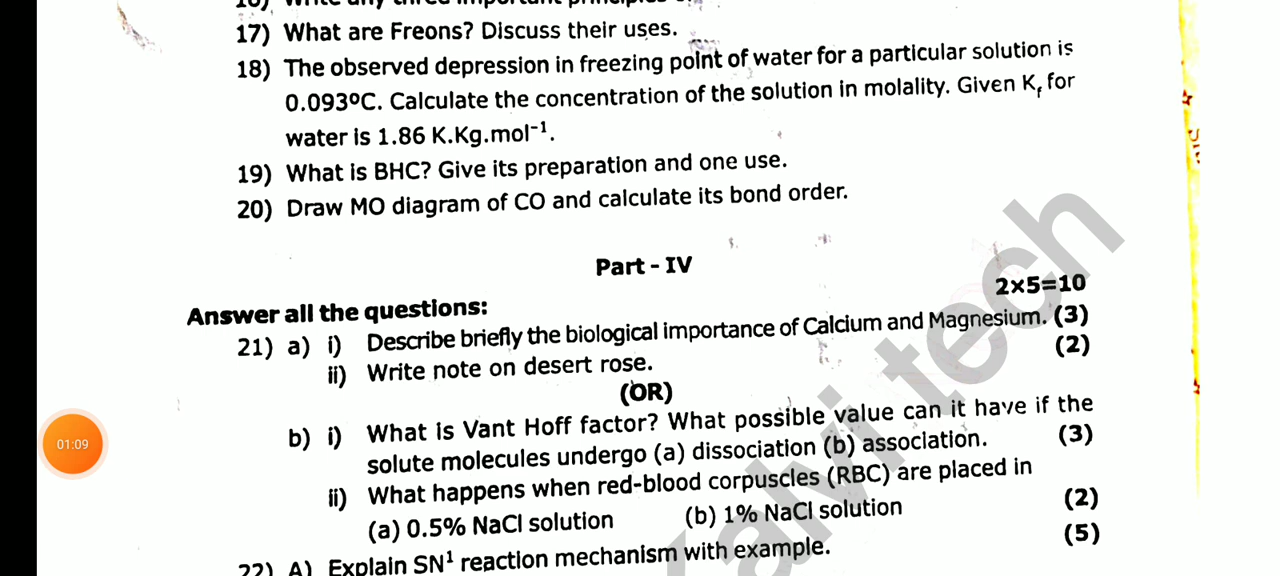 17) What are Freons? Discuss their uses.
18) The observed depression in freezing point of water for a particular solution is
0.093ºC. Calculate the concentration of the solution in molality. Given K_f for
water is 1.86 K.Kg.mol⁻¹.
19) What is BHC? Give its preparation and one use.
20) Draw MO diagram of CO and calculate its bond order.
Part - IV
Answer all the questions: 2×5=10
21) a) i) Describe briefly the biological importance of Calcium and Magnesium. (3)
ii) Write note on desert rose. (2)
(OR)
b) i) What is Vant Hoff factor? What possible value can it have if the
solute molecules undergo (a) dissociation (b) association. (3)
ii) What happens when red-blood corpuscles (RBC) are placed in
(a) 0.5% NaCl solution (b) 1% NaCl solution (2)
22) A) Explain SN¹ reaction mechanism with example. (5)
01:09
Kalvi tech